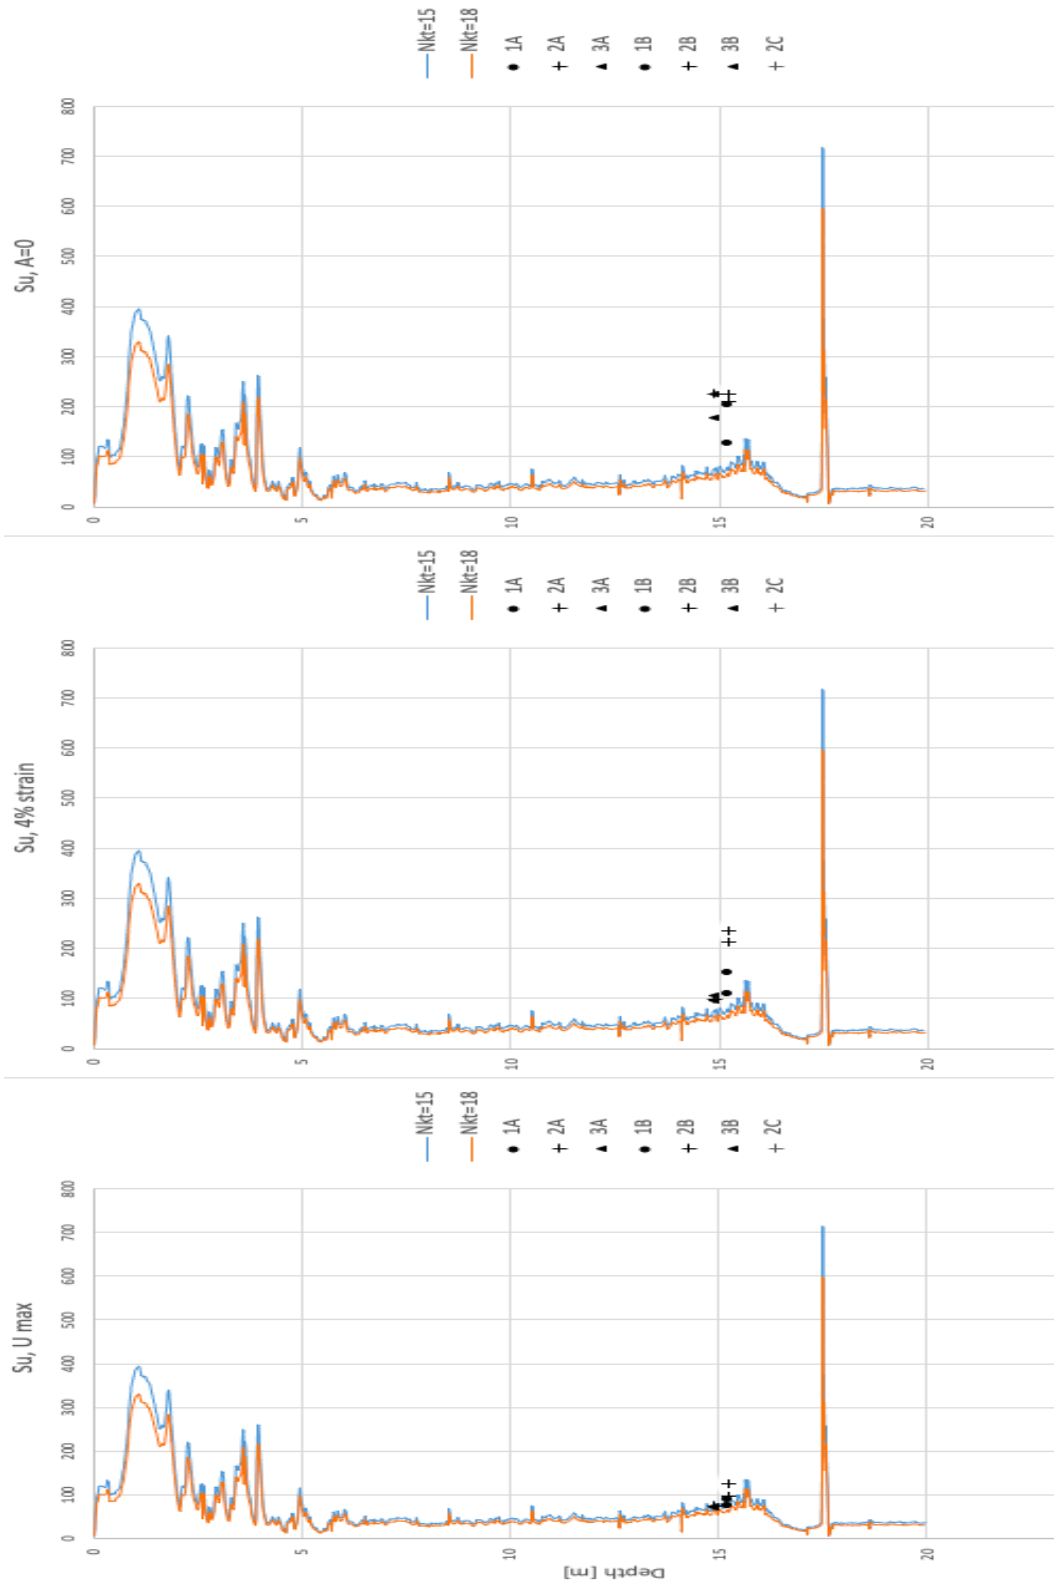 Su, U max
0 100 200 300 400 500 600 700 800
Depth [m]
0
5
10
15
20
Nkt=15
Nkt=18
1A
2A
3A
1B
2B
3B
2C
Su, 4% strain
0 100 200 300 400 500 600 700 800
0
5
10
15
20
Nkt=15
Nkt=18
1A
2A
3A
1B
2B
3B
2C
Su, A=0
0 100 200 300 400 500 600 700 800
0
5
10
15
20
Nkt=15
Nkt=18
1A
2A
3A
1B
2B
3B
2C